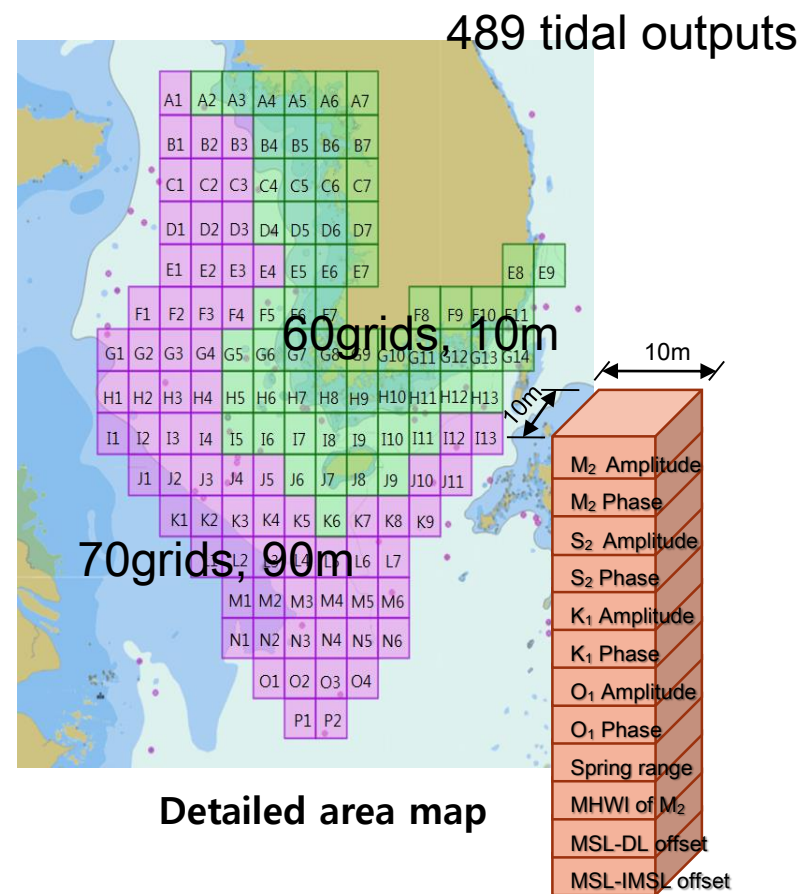 489 tidal outputs
A1 A2 A3 A4 A5 A6 A7
B1 B2 B3 B4 B5 B6 B7
C1 C2 C3 C4 C5 C6 C7
D1 D2 D3 D4 D5 D6 D7
E1 E2 E3 E4 E5 E6 E7 E8 E9
F1 F2 F3 F4 F5 F6 F7 F8 F9 F10 F11
60grids, 10m
G1 G2 G3 G4 G5 G6 G7 G8 G9 G10 G11 G12 G13 G14
10m
H1 H2 H3 H4 H5 H6 H7 H8 H9 H10 H11 H12 H13
10m
I1 I2 I3 I4 I5 I6 I7 I8 I9 I10 I11 I12 I13
J1 J2 J3 J4 J5 J6 J7 J8 J9 J10 J11
K1 K2 K3 K4 K5 K6 K7 K8 K9
70grids, 90m
L2 L4 L6 L7
M1 M2 M3 M4 M5 M6
N1 N2 N3 N4 N5 N6
O1 O2 O3 O4
P1 P2
Detailed area map
M₂ Amplitude
M₂ Phase
S₂ Amplitude
S₂ Phase
K₁ Amplitude
K₁ Phase
O₁ Amplitude
O₁ Phase
Spring range
MHWI of M₂
MSL-DL offset
MSL-IMSL offset